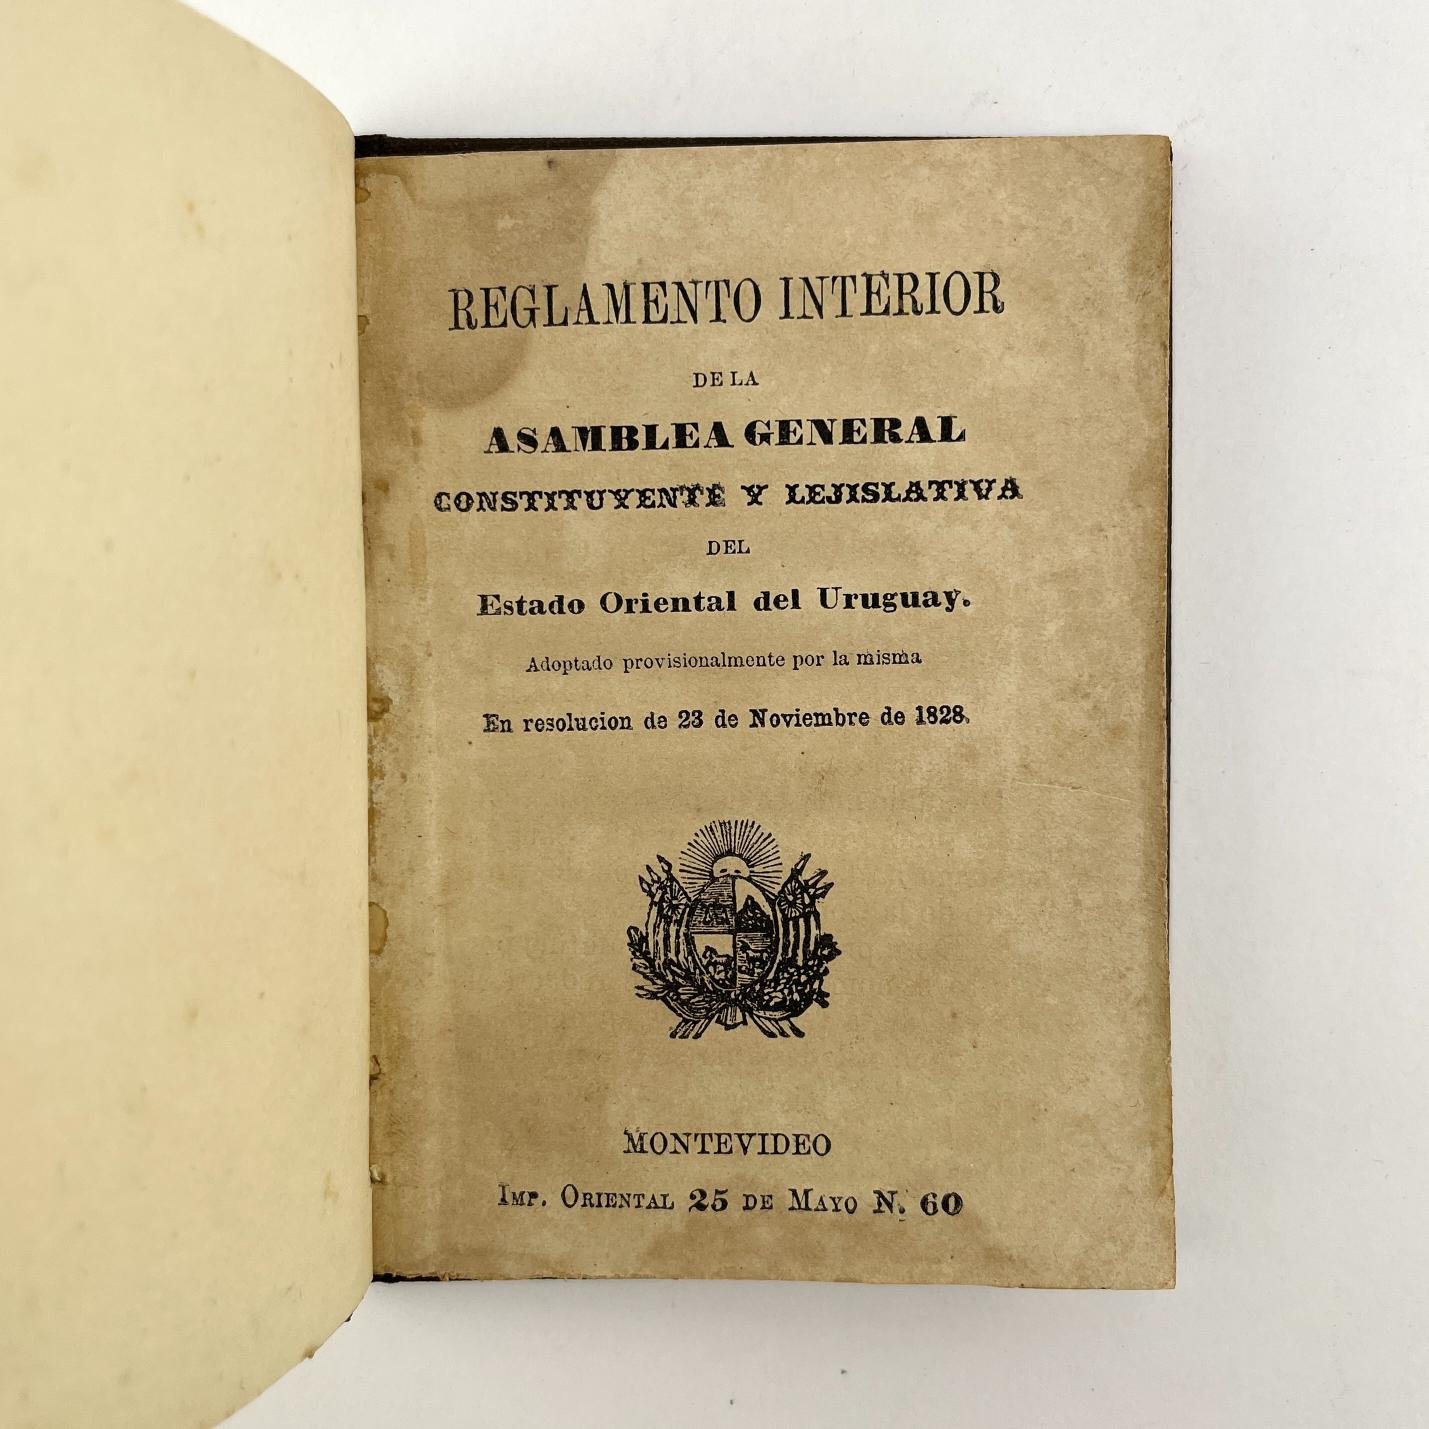 REGLAMENTO INTERIOR
DE LA
ASAMBLEA GENERAL
CONSTITUYENTE Y LEJISLATIVA
DEL
Estado Oriental del Uruguay.
Adoptado provisionalmente por la misma
En resolucion de 23 de Noviembre de 1828.
MONTEVIDEO
IMP. ORIENTAL 25 DE MAYO N. 60